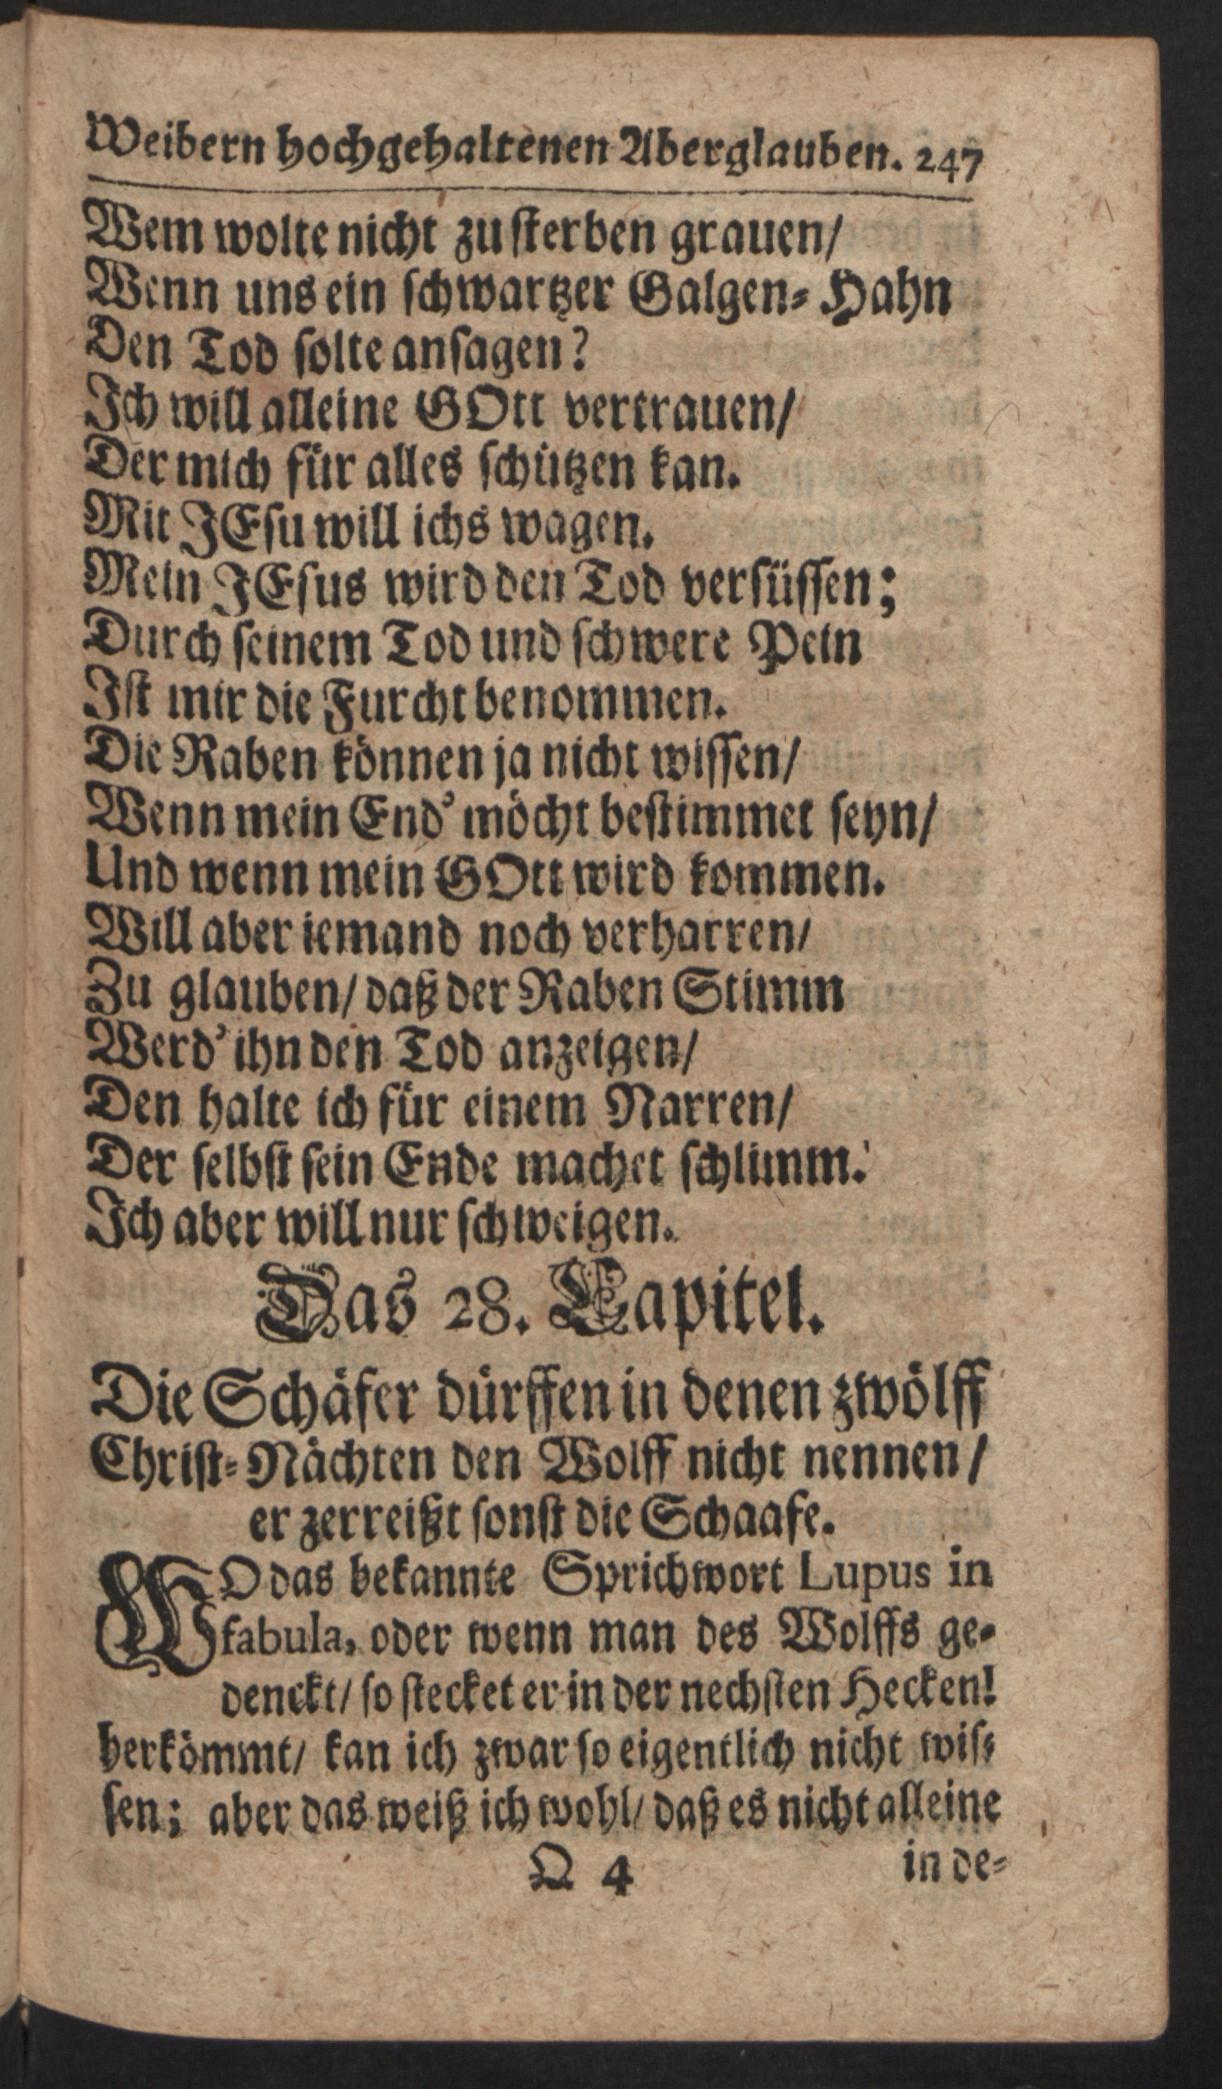 Weibern hochgehaltenen Aberglauben. 247
Wem wolte nicht zu sterben grauen/
Wenn uns ein schwartzer Galgen-Hahn
Den Tod solte ansagen?
Ich will alleine GOtt vertrauen/
Der mich für alles schützen kan.
Mit JEsu will ichs wagen.
Mein JEsus wird den Tod versüssen;
Durch seinem Tod und schwere Pein
Ist mir die Furcht benommen.
Die Raben können ja nicht wissen/
Wenn mein End' möcht bestimmet seyn/
Und wenn mein GOtt wird kommen.
Will aber iemand noch verharren/
Zu glauben/ daß der Raben Stimm
Werd' ihn den Tod anzeigen/
Den halte ich für einem Narren/
Der selbst sein Ende machet schlimm.
Ich aber will nur schweigen.
Das 28. Capitel.
Die Schäfer dürffen in denen zwölff
Christ-Nächten den Wolff nicht nennen/
er zerreißt sonst die Schaafe.
WO das bekannte Sprichwort Lupus in
fabula, oder wenn man des Wolffs ge-
denckt/ so stecket er in der nechsten Hecken!
herkömmt/ kan ich zwar so eigentlich nicht wis-
sen; aber das weiß ich wohl/ daß es nicht alleine
Q 4 in de-